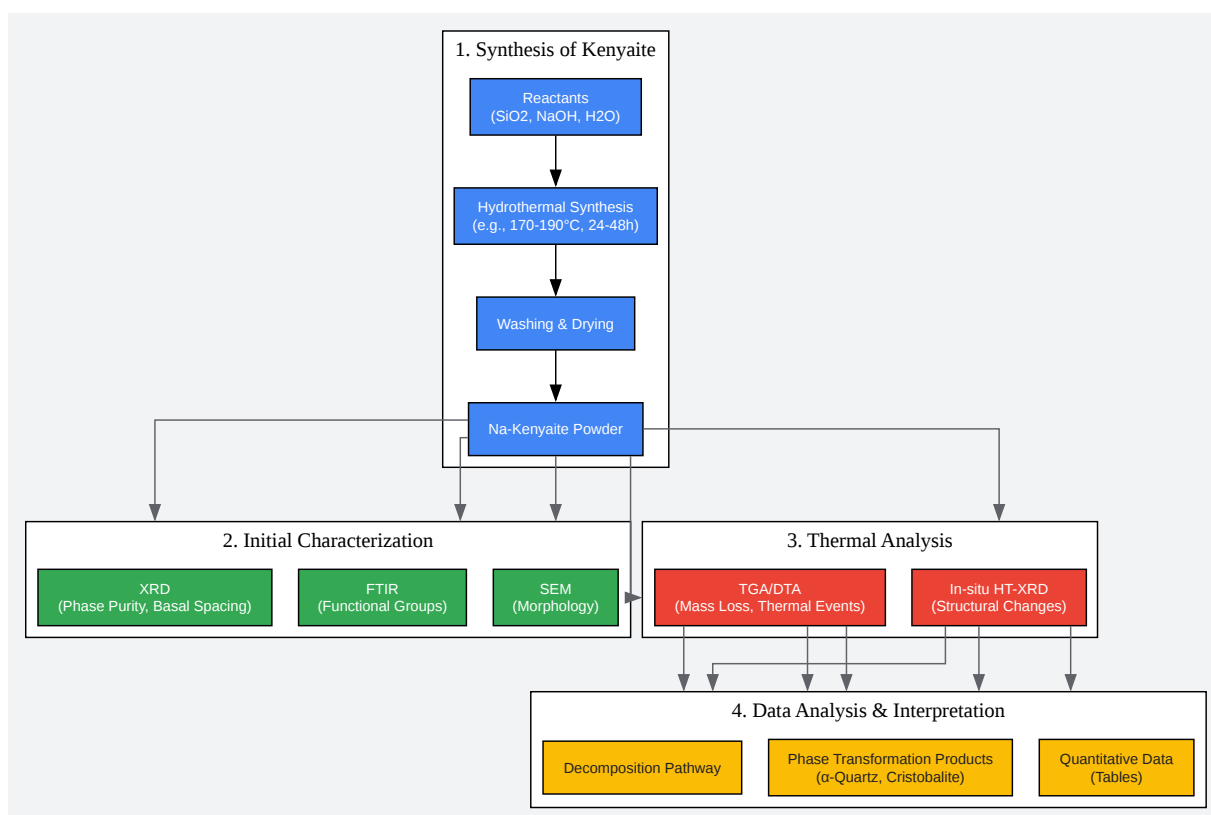 1. Synthesis of Kenyaite
Reactants
(SiO2, NaOH, H2O)
Hydrothermal Synthesis
(e.g., 170-190°C, 24-48h)
Washing & Drying
Na-Kenyaite Powder
2. Initial Characterization
XRD
(Phase Purity, Basal Spacing)
FTIR
(Functional Groups)
SEM
(Morphology)
3. Thermal Analysis
TGA/DTA
(Mass Loss, Thermal Events)
In-situ HT-XRD
(Structural Changes)
4. Data Analysis & Interpretation
Decomposition Pathway
Phase Transformation Products
(α-Quartz, Cristobalite)
Quantitative Data
(Tables)